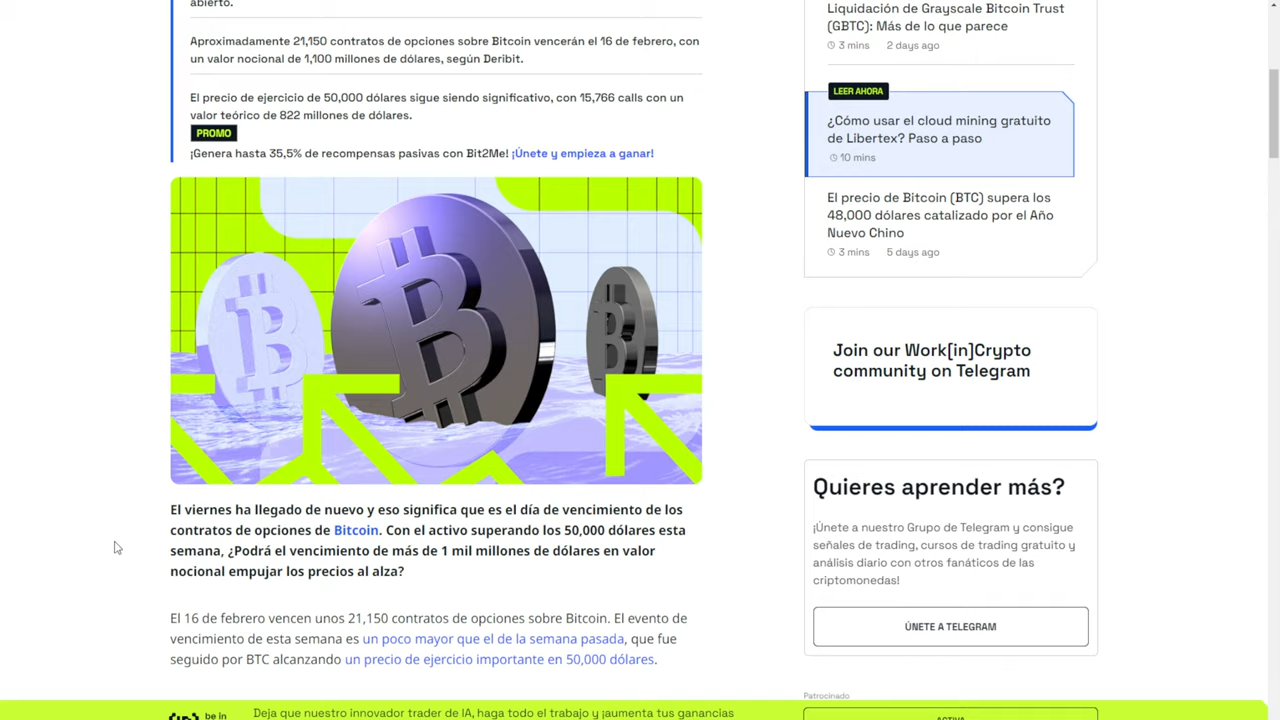 abierto.
Aproximadamente 21,150 contratos de opciones sobre Bitcoin vencerán el 16 de febrero, con
un valor nocional de 1,100 millones de dólares, según Deribit.
El precio de ejercicio de 50,000 dólares sigue siendo significativo, con 15,766 calls con un
valor teórico de 822 millones de dólares.
PROMO
¡Genera hasta 35,5% de recompensas pasivas con Bit2Me! ¡Únete y empieza a ganar!
El viernes ha llegado de nuevo y eso significa que es el día de vencimiento de los
contratos de opciones de Bitcoin. Con el activo superando los 50,000 dólares esta
semana, ¿Podrá el vencimiento de más de 1 mil millones de dólares en valor
nocional empujar los precios al alza?
El 16 de febrero vencen unos 21,150 contratos de opciones sobre Bitcoin. El evento de
vencimiento de esta semana es un poco mayor que el de la semana pasada, que fue
seguido por BTC alcanzando un precio de ejercicio importante en 50,000 dólares.
Liquidación de Grayscale Bitcoin Trust
(GBTC): Más de lo que parece
3 mins 2 days ago
LEER AHORA
¿Cómo usar el cloud mining gratuito
de Libertex? Paso a paso
10 mins
El precio de Bitcoin (BTC) supera los
48,000 dólares catalizado por el Año
Nuevo Chino
3 mins 5 days ago
Join our Work[in]Crypto
community on Telegram
Quieres aprender más?
¡Únete a nuestro Grupo de Telegram y consigue
señales de trading, cursos de trading gratuito y
análisis diario con otros fanáticos de las
criptomonedas!
ÚNETE A TELEGRAM
Patrocinado
ACTIVA
be in
Deja que nuestro innovador trader de IA, haga todo el trabajo y ¡aumenta tus ganancias